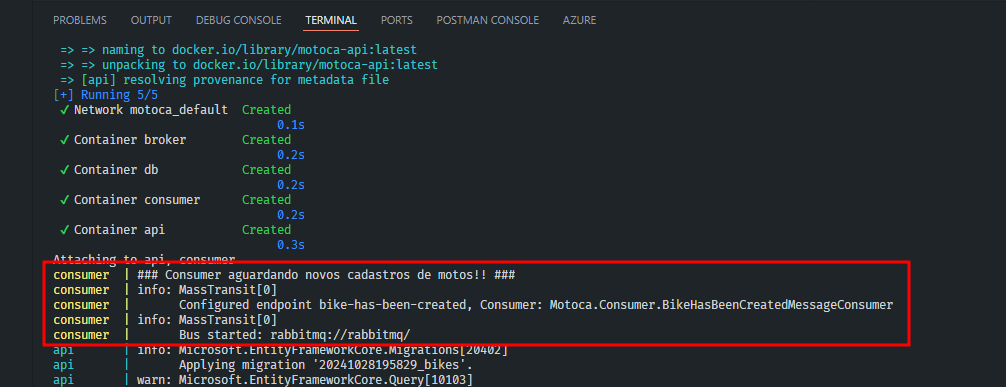 PROBLEMS OUTPUT DEBUG CONSOLE TERMINAL PORTS POSTMAN CONSOLE AZURE
=> => naming to docker.io/library/motoca-api:latest
=> => unpacking to docker.io/library/motoca-api:latest
=> [api] resolving provenance for metadata file
[+] Running 5/5
✓ Network motoca_default Created
0.1s
✓ Container broker Created
0.2s
✓ Container db Created
0.2s
✓ Container consumer Created
0.2s
✓ Container api Created
0.3s
Attaching to api, consumer
consumer | ### Consumer aguardando novos cadastros de motos!! ###
consumer | info: MassTransit[0]
consumer | Configured endpoint bike-has-been-created, Consumer: Motoca.Consumer.BikeHasBeenCreatedMessageConsumer
consumer | info: MassTransit[0]
consumer | Bus started: rabbitmq://rabbitmq/
api | info: Microsoft.EntityFrameworkCore.Migrations[20402]
api | Applying migration '20241028195829_bikes'.
api | warn: Microsoft.EntityFrameworkCore.Query[10103]